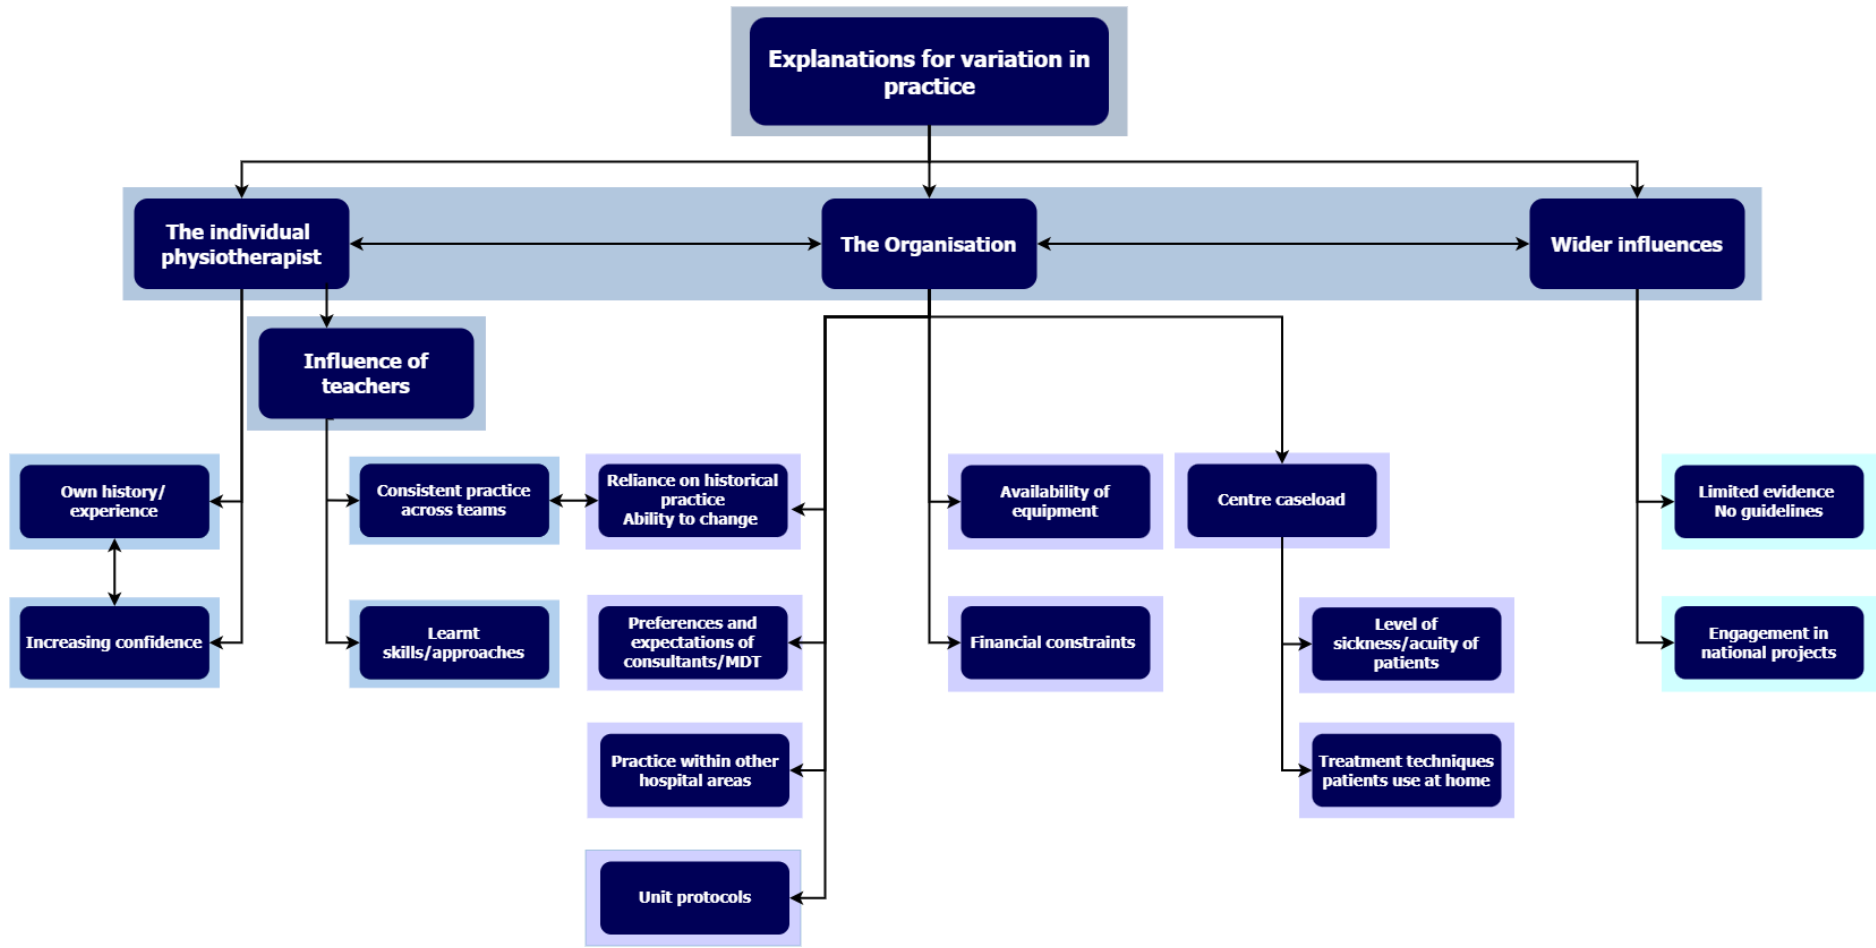 Explanations for variation in
practice
The individual
physiotherapist
The Organisation
Wider influences
Influence of
teachers
Own history/
experience
Consistent practice
across teams
Reliance on historical
practice
Ability to change
Availability of
equipment
Centre caseload
Limited evidence
No guidelines
Increasing confidence
Learnt
skills/approaches
Preferences and
expectations of
consultants/MDT
Financial constraints
Level of
sickness/acuity of
patients
Engagement in
national projects
Practice within other
hospital areas
Treatment techniques
patients use at home
Unit protocols